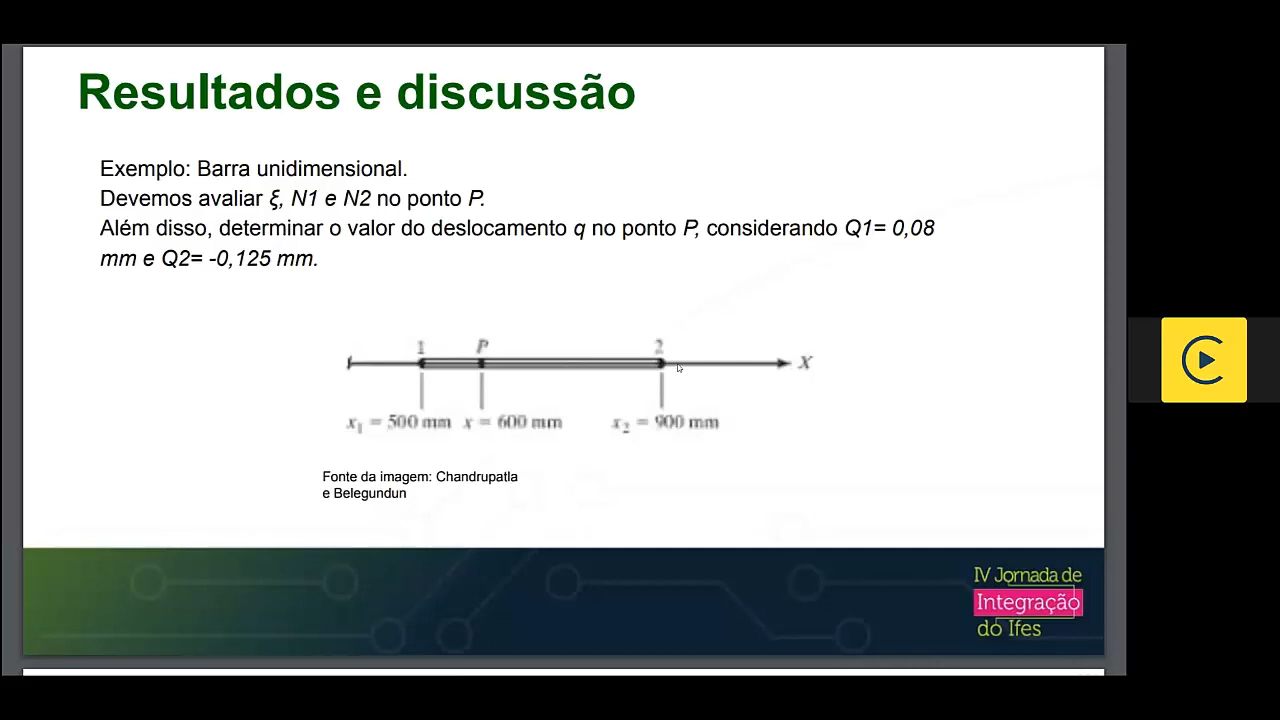 Resultados e discussão
Exemplo: Barra unidimensional.
Devemos avaliar ξ, N1 e N2 no ponto P.
Além disso, determinar o valor do deslocamento q no ponto P, considerando Q1= 0,08
mm e Q2= -0,125 mm.
1 P 2
X
x₁ = 500 mm x = 600 mm x₂ = 900 mm
Fonte da imagem: Chandrupatla
e Belegundun
IV Jornada de
Integração
do Ifes